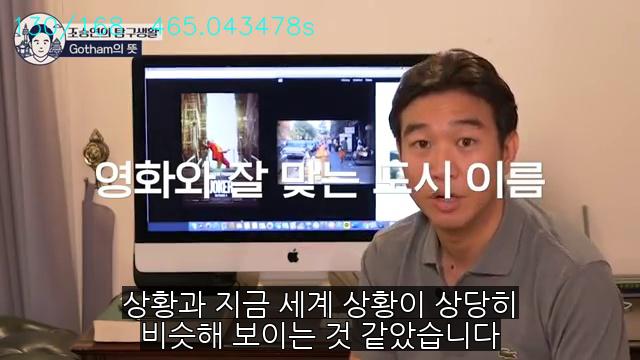 130/168, 465.043478s
조승연의 탐구생활
Gotham의 뜻
JOKER
영화와 잘 맞는 도시 이름
상황과 지금 세계 상황이 상당히
비슷해 보이는 것 같았습니다